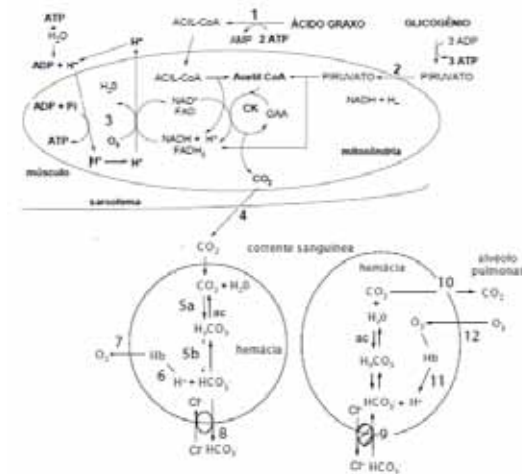 1
ATP
H₂O
ADP + H⁺
H⁺
ACIL-CoA
ÁCIDO GRAXO
AMP 2 ATP
GLICOGÊNIO
3 ADP
3 ATP
ACIL-CoA
Acetil CoA
PIRUVATO
2
PIRUVATO
NADH + H₊
ADP + Pi
ATP
H₂0
3
O₂
NAD⁺
FAD
NADH + H⁺
FADH₂
CK
OAA
H⁺
H⁺
CO₂
músculo
mitocôndria
sarcolema
4
CO₂
corrente sanguínea
alvéolo
pulmonar
hemácia
CO₂ + H₂0
5a
ac
H₂CO₃
5b
hemácia
7
O₂
Hb
6
H⁺ + HCO₃⁻
Cl⁻
8
Cl⁻
HCO₃⁻
CO₂
10
CO₂
+
H₂0
O₂
12
O₂
ac
Hb
H₂CO₃
11
HCO₃⁻ + H⁺
Cl⁻
9
Cl⁻
HCO₃⁻